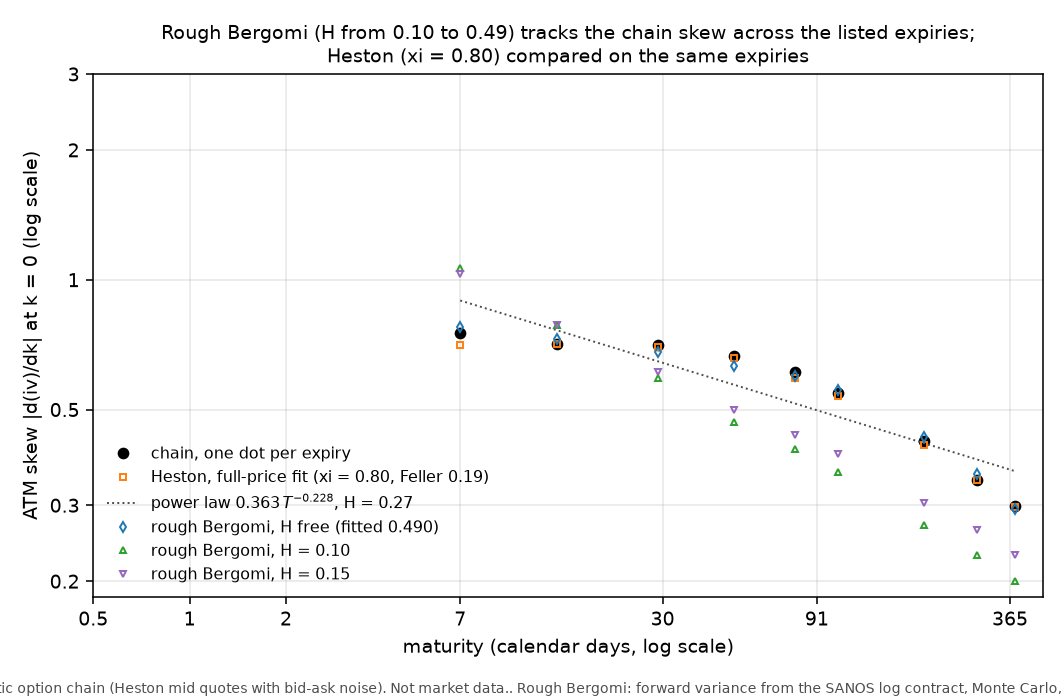 Rough Bergomi (H from 0.10 to 0.49) tracks the chain skew across the listed expiries;
Heston (xi = 0.80) compared on the same expiries
ATM skew |d(iv)/dk| at k = 0 (log scale)
3
2
1
0.5
0.3
0.2
chain, one dot per expiry
Heston, full-price fit (xi = 0.80, Feller 0.19)
power law 0.363T^{-0.228}, H = 0.27
rough Bergomi, H free (fitted 0.490)
rough Bergomi, H = 0.10
rough Bergomi, H = 0.15
0.5 1 2 7 30 91 365
maturity (calendar days, log scale)
tic option chain (Heston mid quotes with bid-ask noise). Not market data.. Rough Bergomi: forward variance from the SANOS log contract, Monte Carlo.